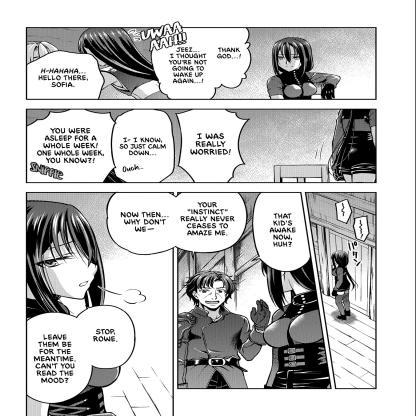 THANK
GOD...!
JEEZ...
I THOUGHT
YOU'RE NOT
GOING TO
WAKE UP
AGAIN...!
UWAA
AAH!!
H-HAHAHA...
HELLO THERE,
SOFIA.
I WAS
REALLY
WORRIED!
I- I KNOW,
SO JUST CALM
DOWN...
Ouch..
YOU WERE
ASLEEP FOR A
WHOLE WEEK!
ONE WHOLE
WEEK,
YOU KNOW?!
SNIFFLE
THAT
KID'S
AWAKE
NOW,
HUH?
YOUR
"INSTINCT"
REALLY NEVER
CEASES TO
AMAZE ME.
NOW THEN...
WHY DON'T
WE—
STOP,
ROWE.
LEAVE
THEM BE
FOR THE
MEANTIME.
CAN'T YOU
READ THE
MOOD?